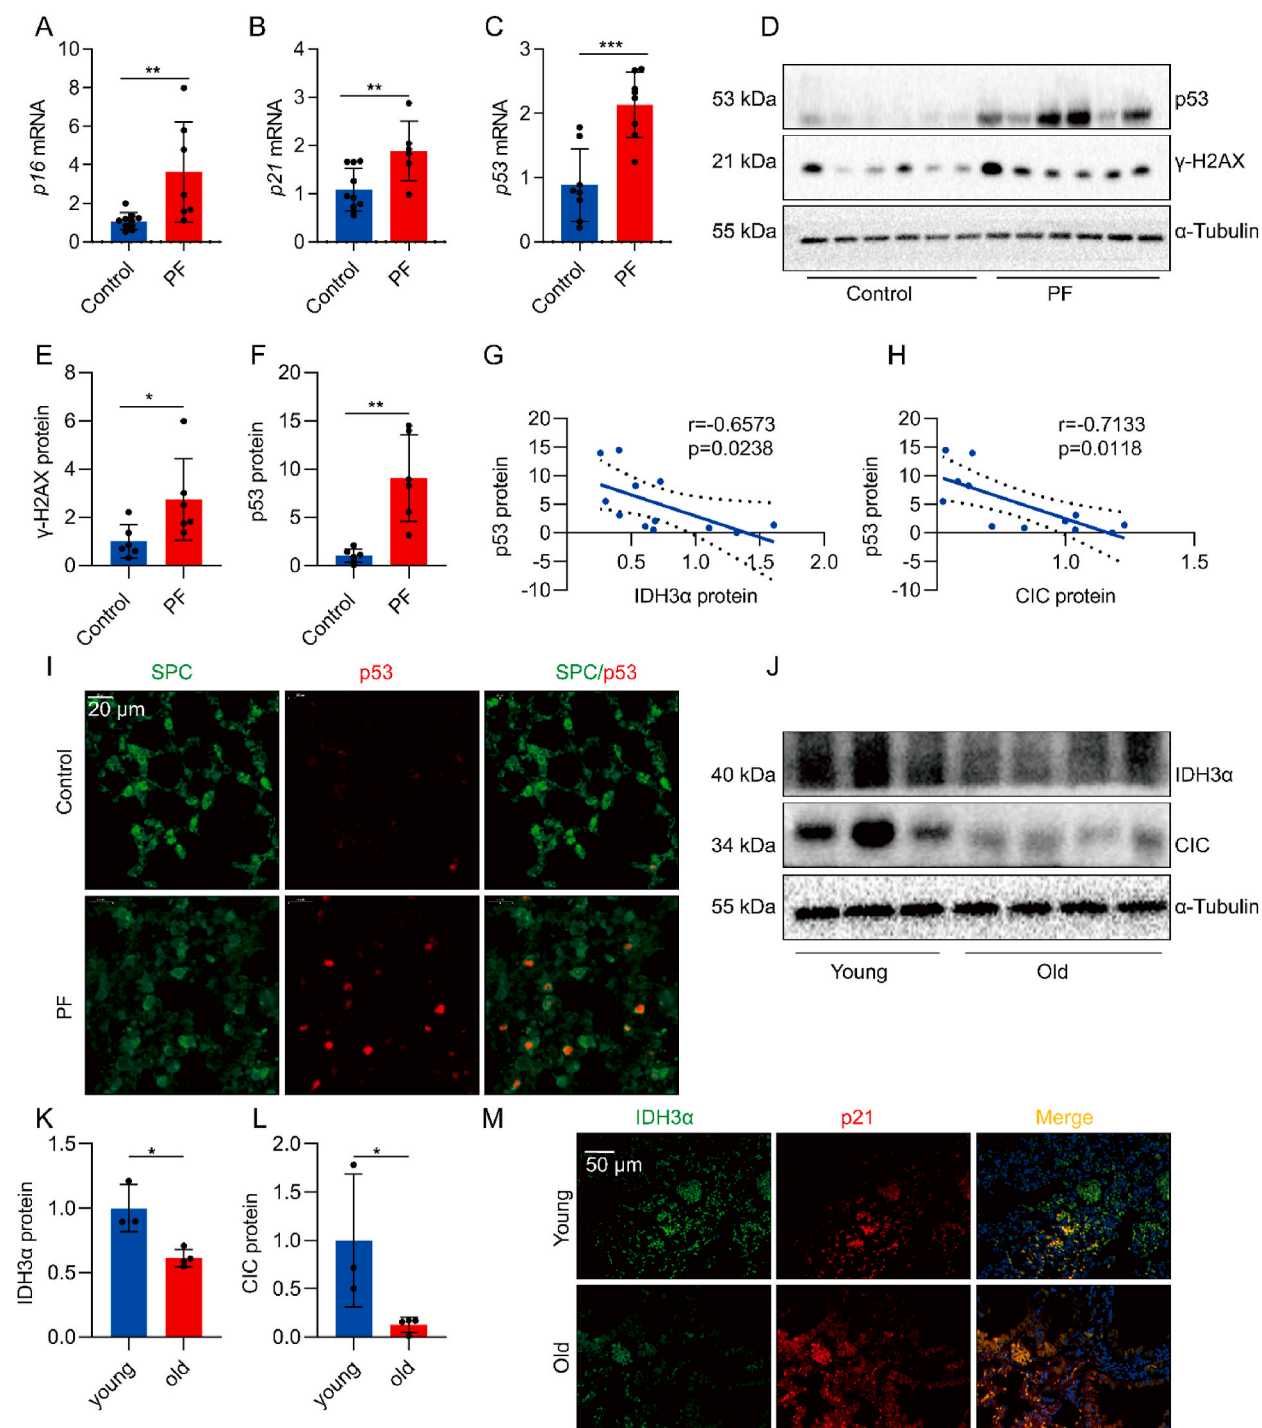 A
10
8
6
4
2
0
p16 mRNA
**
Control
PF
B
4
3
2
1
0
p21 mRNA
**
Control
PF
C
3
2
1
0
p53 mRNA
***
Control
PF
D
53 kDa
p53
21 kDa
γ-H2AX
55 kDa
α-Tubulin
Control
PF
E
8
6
4
2
0
γ-H2AX protein
*
Control
PF
F
20
15
10
5
0
p53 protein
**
Control
PF
G
20
15
10
5
0
-5
-10
p53 protein
r=-0.6573
p=0.0238
0.5
1.0
1.5
2.0
IDH3α protein
H
20
15
10
5
0
-5
-10
p53 protein
r=-0.7133
p=0.0118
1.0
1.5
CIC protein
I
SPC
p53
SPC/p53
20 μm
Control
PF
J
40 kDa
IDH3α
34 kDa
CIC
55 kDa
α-Tubulin
Young
Old
K
1.5
1.0
0.5
0.0
IDH3α protein
*
young
old
L
2.0
1.5
1.0
0.5
0.0
CIC protein
*
young
old
M
IDH3α
p21
Merge
50 μm
Young
Old